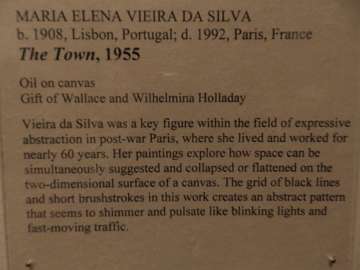 MARIA ELENA VIEIRA DA SILVA
b. 1908, Lisbon, Portugal; d. 1992, Paris, France
The Town, 1955
Oil on canvas
Gift of Wallace and Wilhelmina Holladay
Vieira da Silva was a key figure within the field of expressive
abstraction in post-war Paris, where she lived and worked for
nearly 60 years. Her paintings explore how space can be
simultaneously suggested and collapsed or flattened on the
two-dimensional surface of a canvas. The grid of black lines
and short brushstrokes in this work creates an abstract pattern
that seems to shimmer and pulsate like blinking lights and
fast-moving traffic.